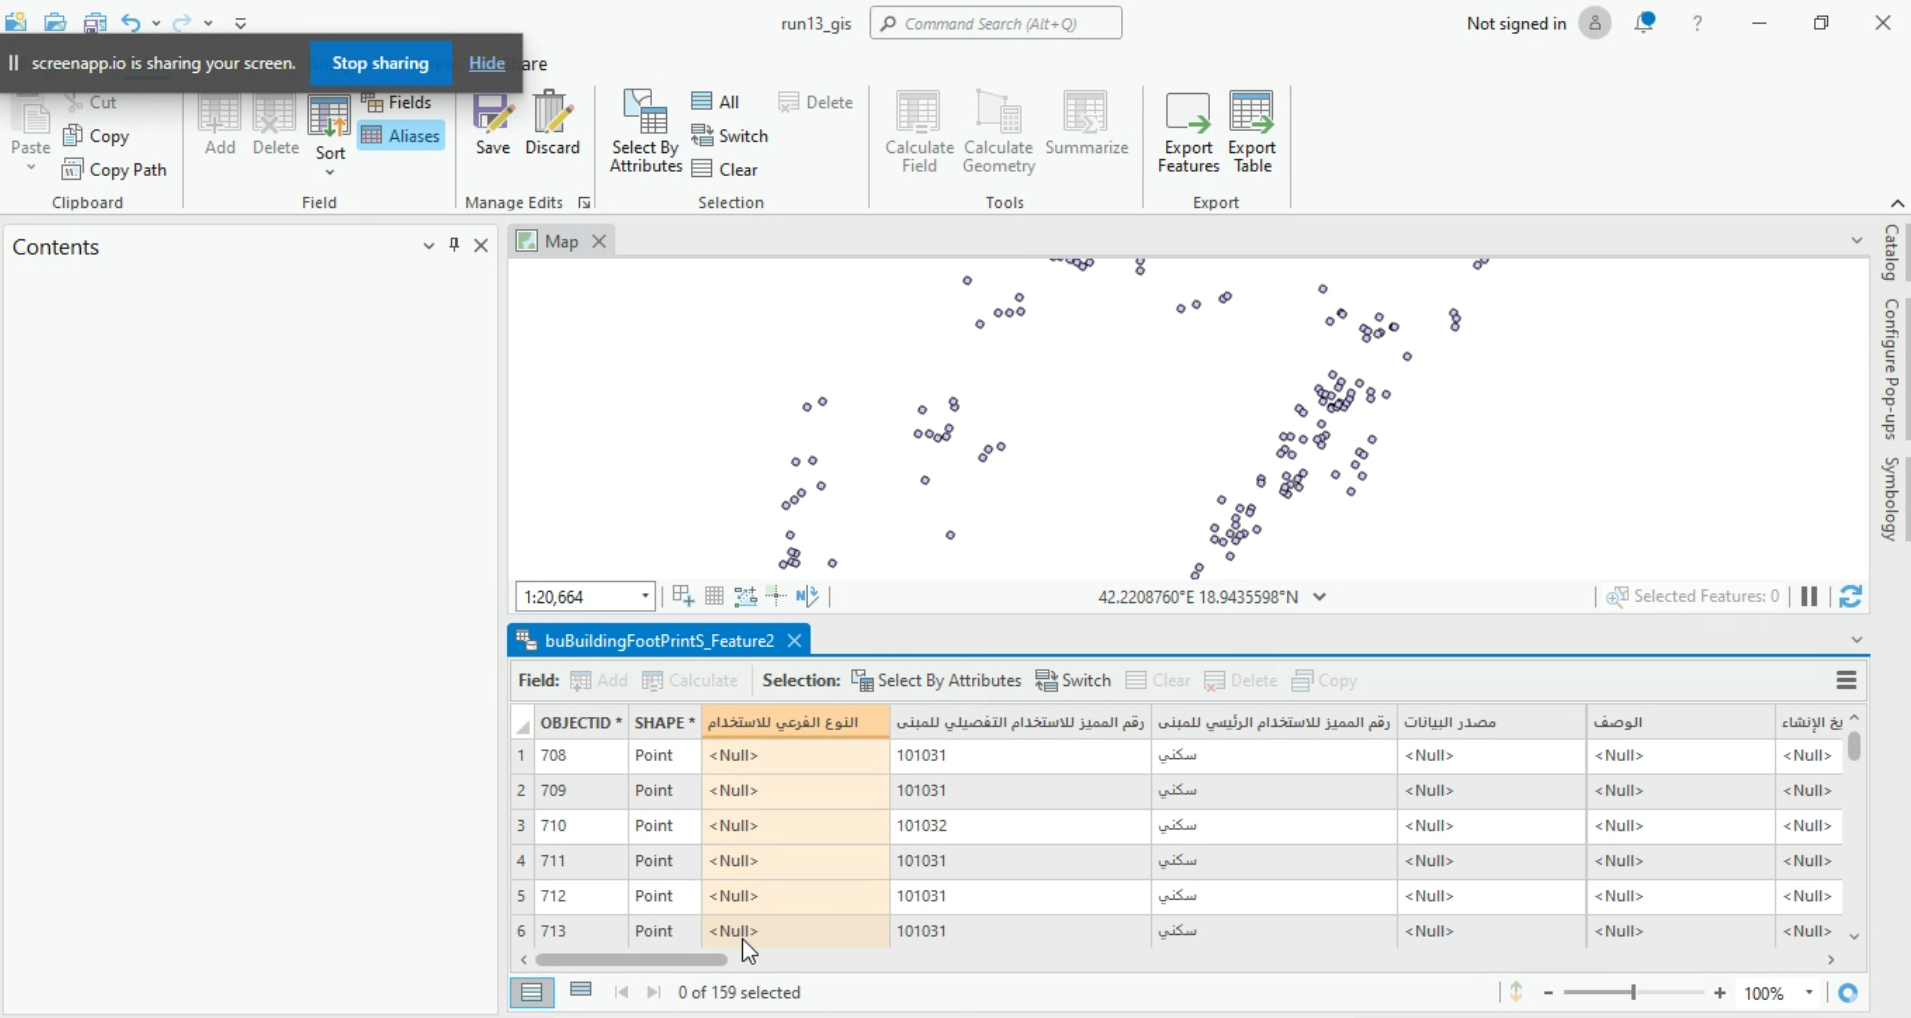 run13_gis
Command Search (Alt+Q)
Not signed in
screenapp.io is sharing your screen.
Stop sharing
Hide
are
Cut
Fields
All
Delete
Paste
Copy
Add
Delete
Sort
Aliases
Save
Discard
Select By Attributes
Switch
Calculate Field
Calculate Geometry
Summarize
Export Features
Export Table
Copy Path
Clear
Clipboard
Field
Manage Edits
Selection
Tools
Export
Contents
Map
Catalog
Configure Pop-ups
Symbology
1:20,664
42.2208760°E 18.9435598°N
Selected Features: 0
buBuildingFootPrintS_Feature2
Field: Add Calculate Selection: Select By Attributes Switch Clear Delete Copy
OBJECTID * SHAPE * النوع الفرعي للاستخدام رقم المميز للاستخدام التفصيلي للمبنى رقم المميز للاستخدام الرئيسي للمبنى مصدر البيانات الوصف يخ الإنشاء
1 708 Point <Null> 101031 سكني <Null> <Null> <Null>
2 709 Point <Null> 101031 سكني <Null> <Null> <Null>
3 710 Point <Null> 101032 سكني <Null> <Null> <Null>
4 711 Point <Null> 101031 سكني <Null> <Null> <Null>
5 712 Point <Null> 101031 سكني <Null> <Null> <Null>
6 713 Point <Null> 101031 سكني <Null> <Null> <Null>
0 of 159 selected
100%